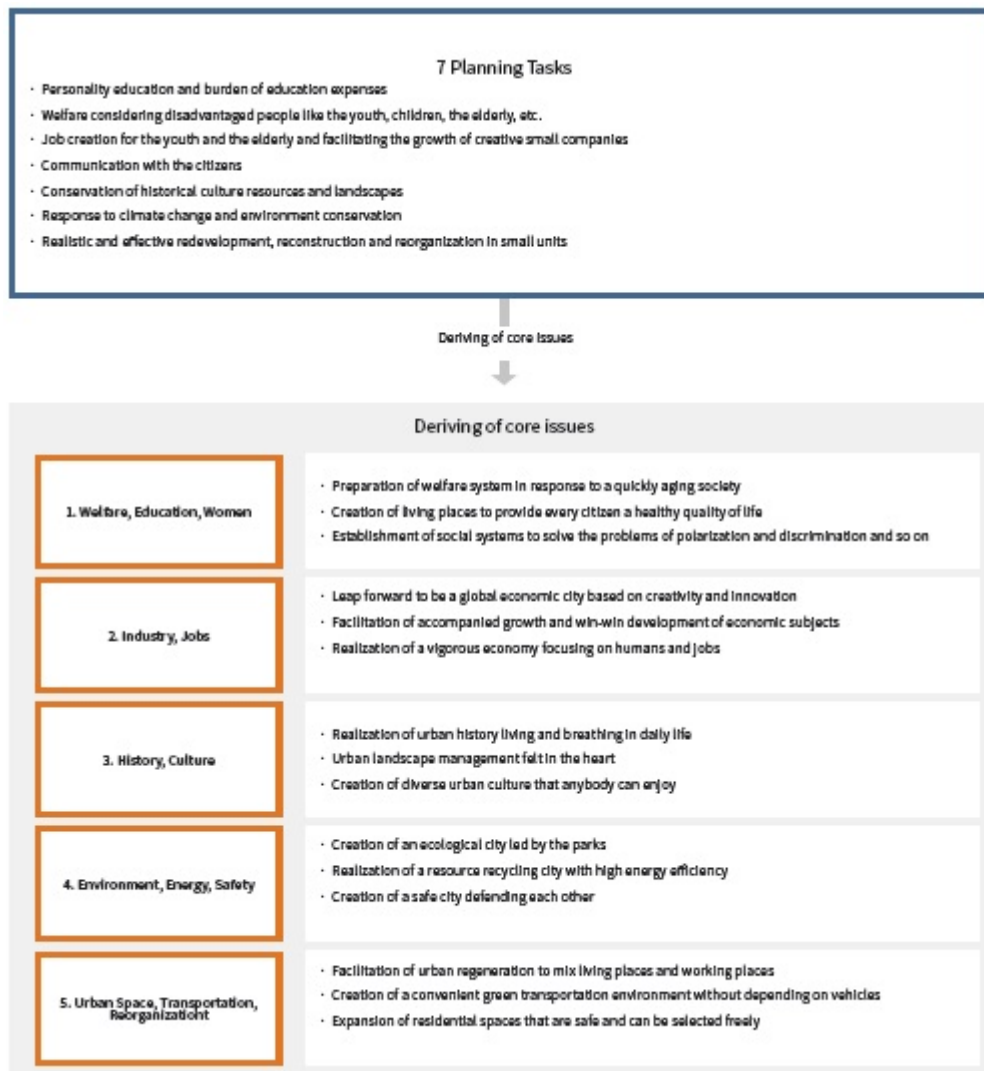 7 Planning Tasks
· Personality education and burden of education expenses
· Welfare considering disadvantaged people like the youth, children, the elderly, etc.
· Job creation for the youth and the elderly and facilitating the growth of creative small companies
· Communication with the citizens
· Conservation of historical culture resources and landscapes
· Response to climate change and environment conservation
· Realistic and effective redevelopment, reconstruction and reorganization in small units
Deriving of core issues
Deriving of core issues
1. Welfare, Education, Women
· Preparation of welfare system in response to a quickly aging society
· Creation of living places to provide every citizen a healthy quality of life
· Establishment of social systems to solve the problems of polarization and discrimination and so on
2. Industry, Jobs
· Leap forward to be a global economic city based on creativity and innovation
· Facilitation of accompanied growth and win-win development of economic subjects
· Realization of a vigorous economy focusing on humans and jobs
3. History, Culture
· Realization of urban history living and breathing in daily life
· Urban landscape management felt in the heart
· Creation of diverse urban culture that anybody can enjoy
4. Environment, Energy, Safety
· Creation of an ecological city led by the parks
· Realization of a resource recycling city with high energy efficiency
· Creation of a safe city defending each other
5. Urban Space, Transportation,
Reorganizationt
· Facilitation of urban regeneration to mix living places and working places
· Creation of a convenient green transportation environment without depending on vehicles
· Expansion of residential spaces that are safe and can be selected freely